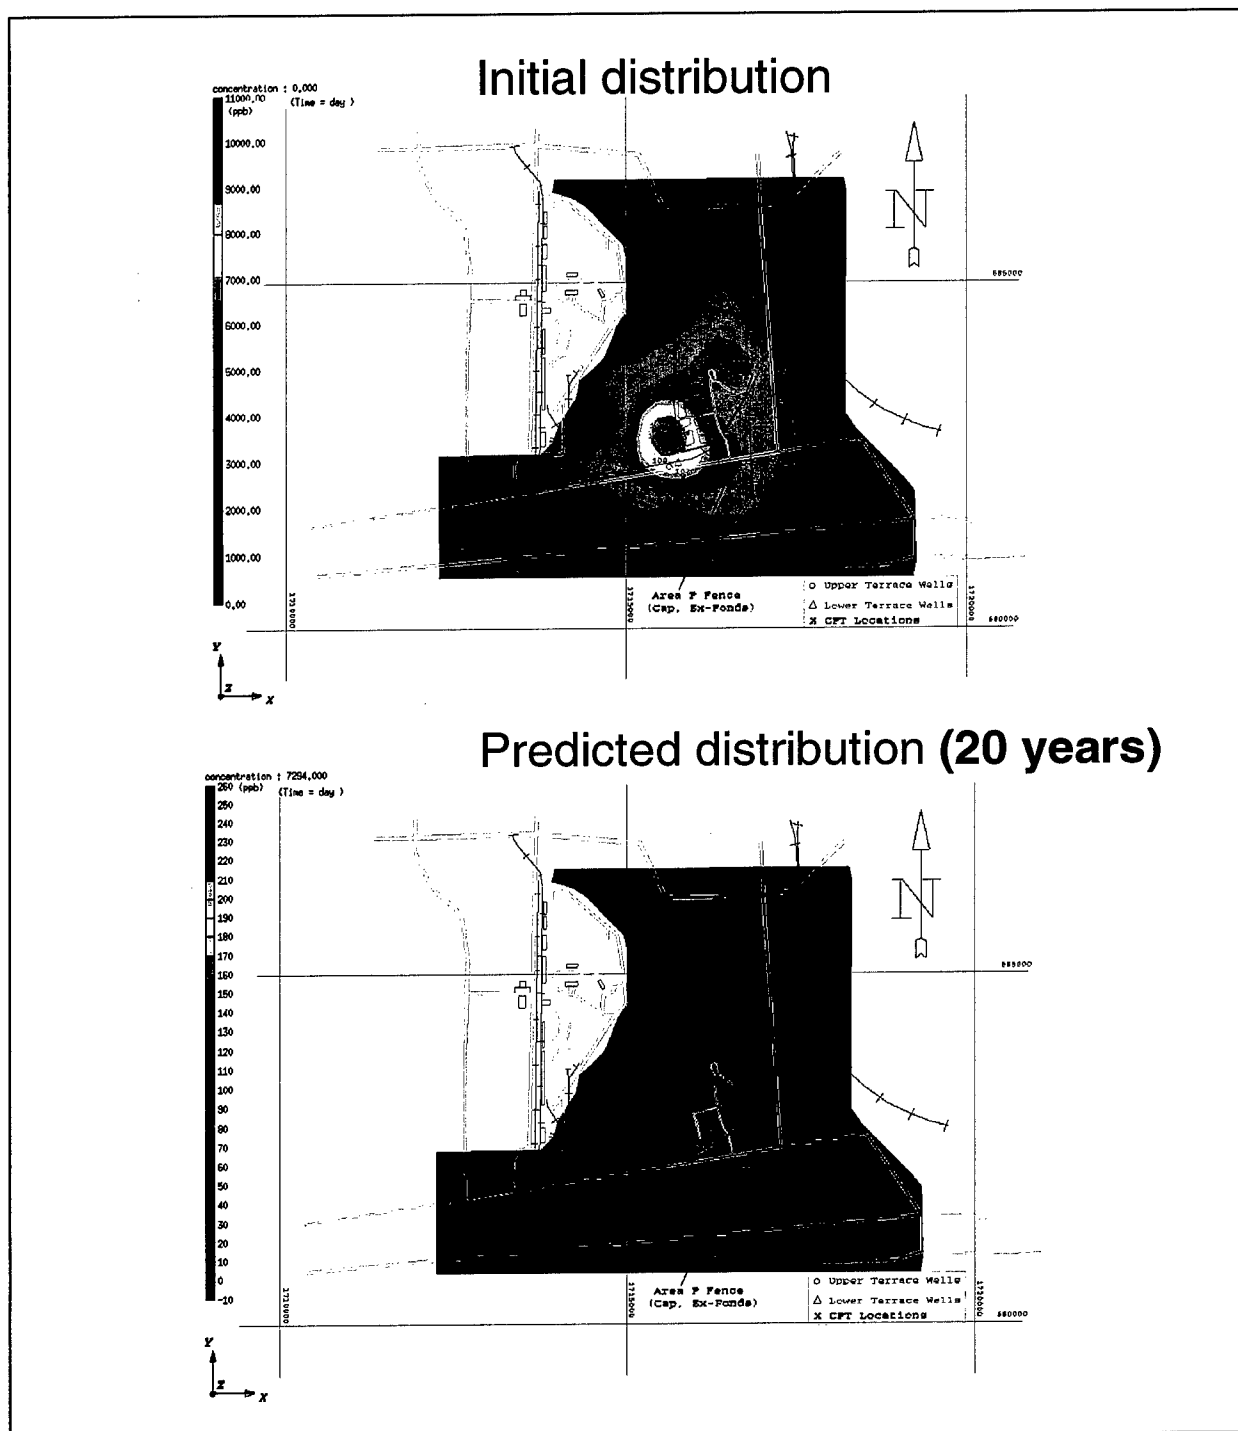 Initial distribution
concentration : 0.000
(Time = day )
11000.00
(ppb)
10000.00
9000.00
8000.00
7000.00
6000.00
5000.00
4000.00
3000.00
2000.00
1000.00
0.00
N
685000
100
Area P Fence
(Cap, Ex-Ponds)
O Upper Terrace Wells
△ Lower Terrace Wells
X CPT Locations
1710000
1715000
1720000
680000
Y
Z
X
Predicted distribution (20 years)
concentration : 7294.000
(Time = day )
260 (ppb)
250
240
230
220
210
200
190
180
170
160
150
140
130
120
110
100
90
80
70
60
50
40
30
20
10
0
-10
N
685000
Area P Fence
(Cap, Ex-Ponds)
O Upper Terrace Wells
△ Lower Terrace Wells
X CPT Locations
1710000
1715000
1720000
680000
Y
Z
X